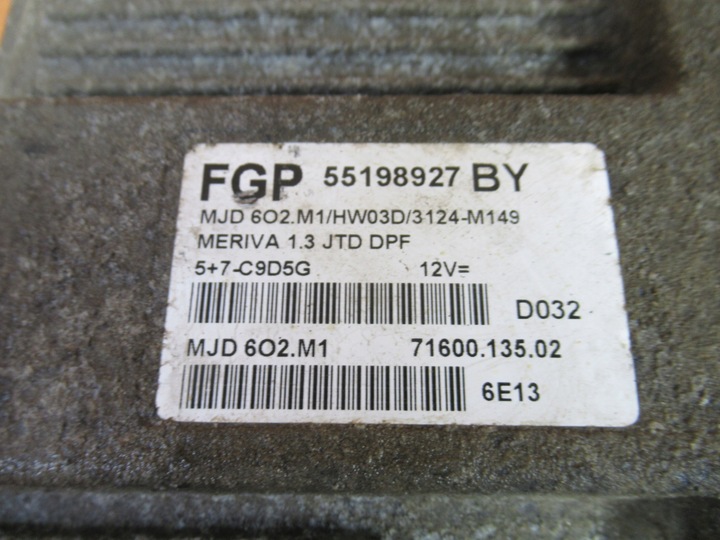 FGP 55198927 BY
MJD 6O2.M1/HW03D/3124-M149
MERIVA 1.3 JTD DPF
5+7-C9D5G 12V=
D032
MJD 6O2.M1 71600.135.02
6E13